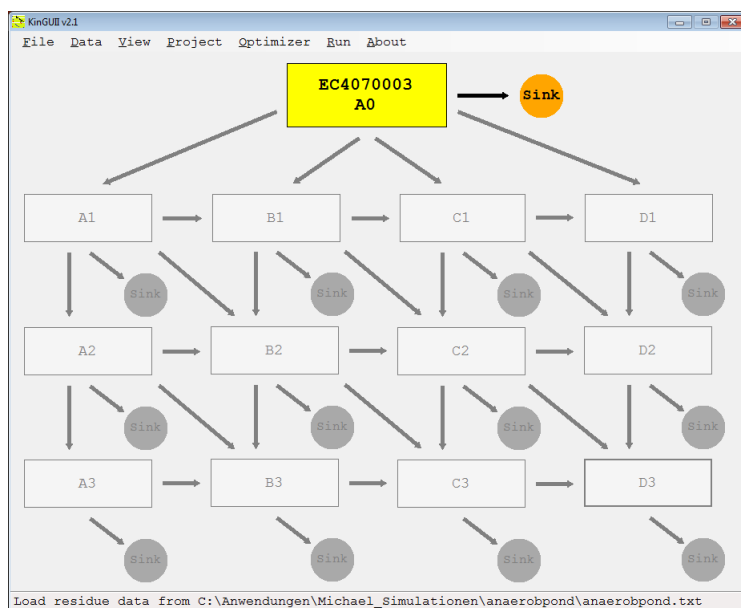 KinGUII v2.1
File Data View Project Optimizer Run About
EC4070003
A0
Sink
A1 B1 C1 D1
Sink Sink Sink Sink
A2 B2 C2 D2
Sink Sink Sink Sink
A3 B3 C3 D3
Sink Sink Sink Sink
Load residue data from C:\Anwendungen\Michael_Simulationen\anaerobpond\anaerobpond.txt